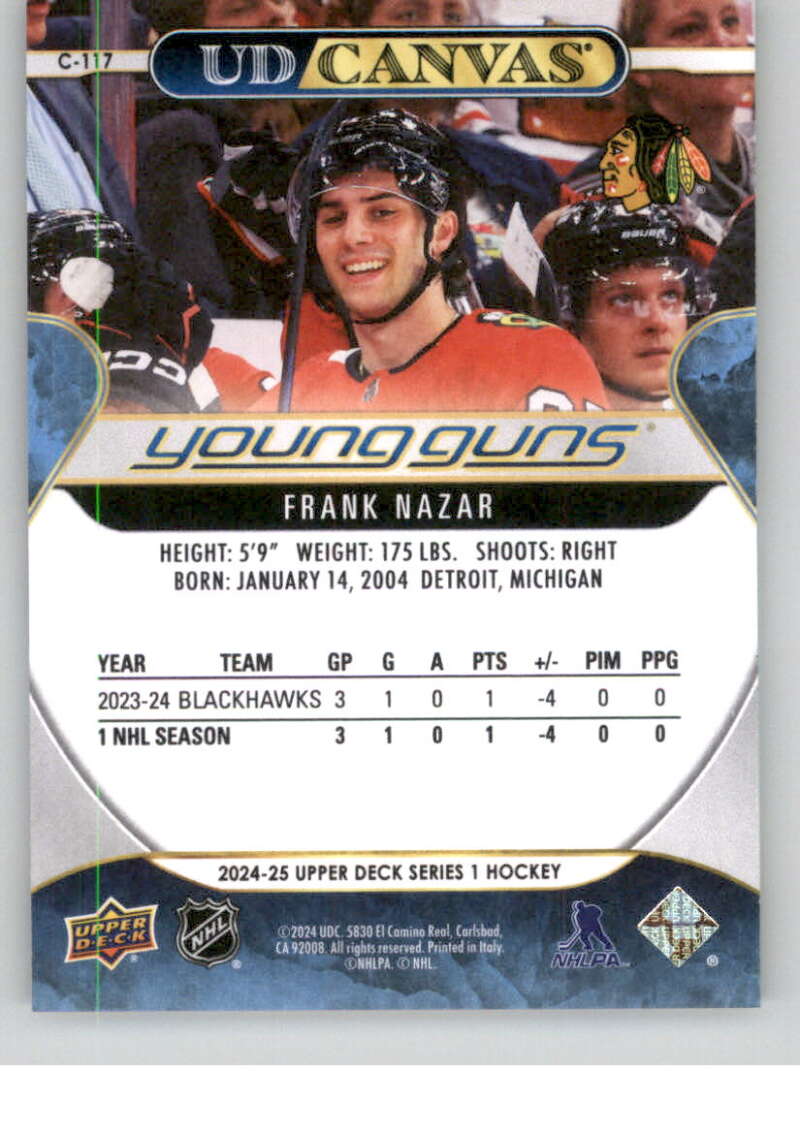 C-117
UD CANVAS®
BAUER
YOUNG GUNS®
FRANK NAZAR
HEIGHT: 5'9" WEIGHT: 175 LBS. SHOOTS: RIGHT
BORN: JANUARY 14, 2004 DETROIT, MICHIGAN
YEAR TEAM GP G A PTS +/- PIM PPG
2023-24 BLACKHAWKS 3 1 0 1 -4 0 0
1 NHL SEASON 3 1 0 1 -4 0 0
2024-25 UPPER DECK SERIES 1 HOCKEY
UPPER DECK®
NHL®
©2024 UDC. 5830 El Camino Real, Carlsbad,
CA 92008. All rights reserved. Printed in Italy.
©NHLPA. © NHL.
NHLPA
®